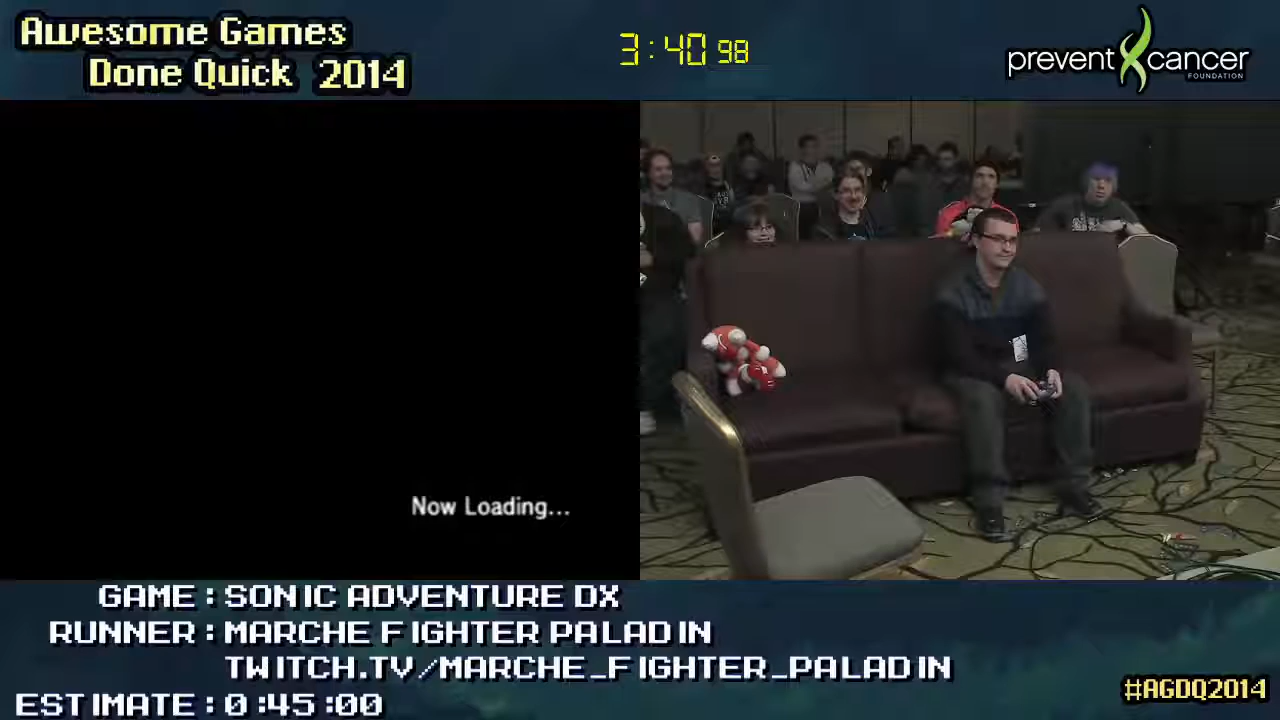 Awesome Games
Done Quick 2014
3:40 98
prevent cancer
FOUNDATION
Now Loading...
GAME : SONIC ADVENTURE DX
RUNNER : MARCHE FIGHTER PALADIN
TWITCH.TV/MARCHE_FIGHTER_PALADIN
ESTIMATE : 0:45:00
#AGDQ2014